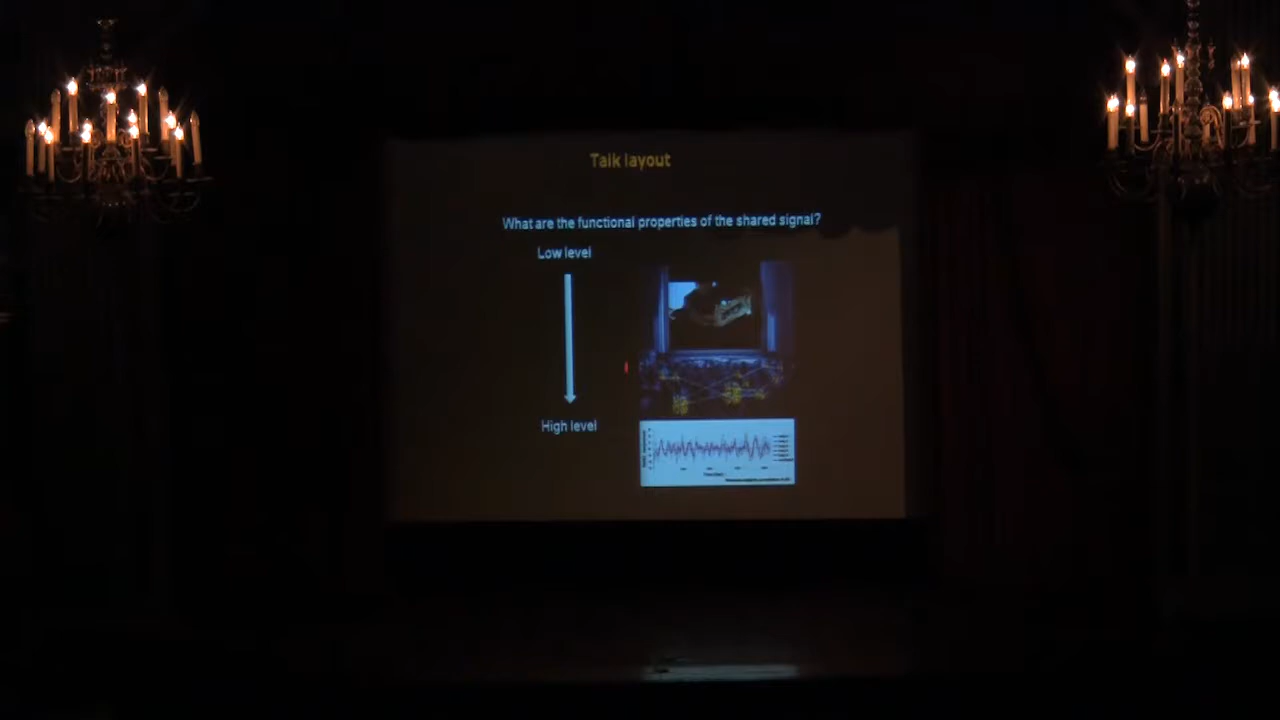 Talk layout
What are the functional properties of the shared signal?
Low level
High level